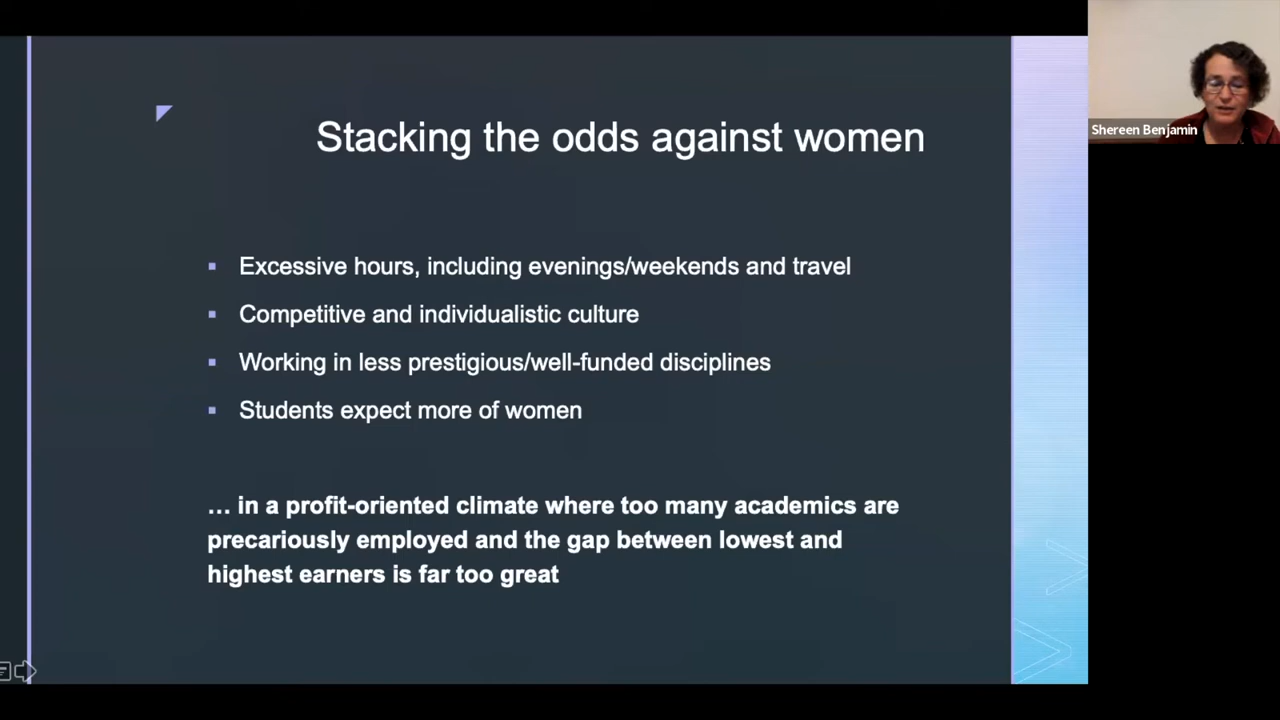 Stacking the odds against women
▪ Excessive hours, including evenings/weekends and travel
▪ Competitive and individualistic culture
▪ Working in less prestigious/well-funded disciplines
▪ Students expect more of women
… in a profit-oriented climate where too many academics are
precariously employed and the gap between lowest and
highest earners is far too great
Shereen Benjamin